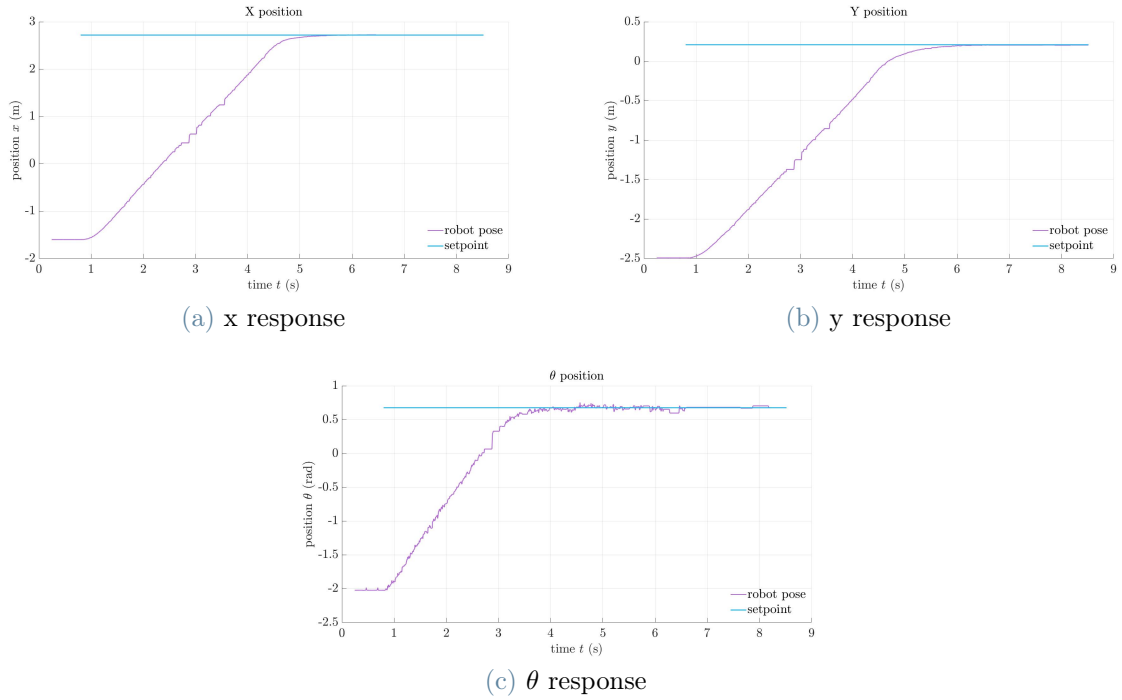 X position
3
2
1
0
-1
-2
position x (m)
0 1 2 3 4 5 6 7 8 9
time t (s)
robot pose
setpoint
(a) x response
Y position
0.5
0
-0.5
-1
-1.5
-2
-2.5
position y (m)
0 1 2 3 4 5 6 7 8 9
time t (s)
robot pose
setpoint
(b) y response
θ position
1
0.5
0
-0.5
-1
-1.5
-2
-2.5
position θ (rad)
0 1 2 3 4 5 6 7 8 9
time t (s)
robot pose
setpoint
(c) θ response